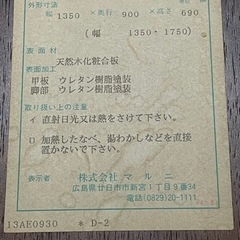 外形寸法 幅 1350 ×奥行 900 ×高さ 690
(幅 1350・1750)
表面材
天然木化粧合板
表面加工
甲板 ウレタン樹脂塗装
脚部 ウレタン樹脂塗装
取り扱い上の注意
イ 直射日光又は熱をさけて下さい。
ロ 加熱したなべ、湯わかしなどを直接
置かないで下さい。
表示者 株式会社 マルニ
広島県廿日市市新宮1丁目9番34
電話(0829)20-1111
13AE0930 * D-2